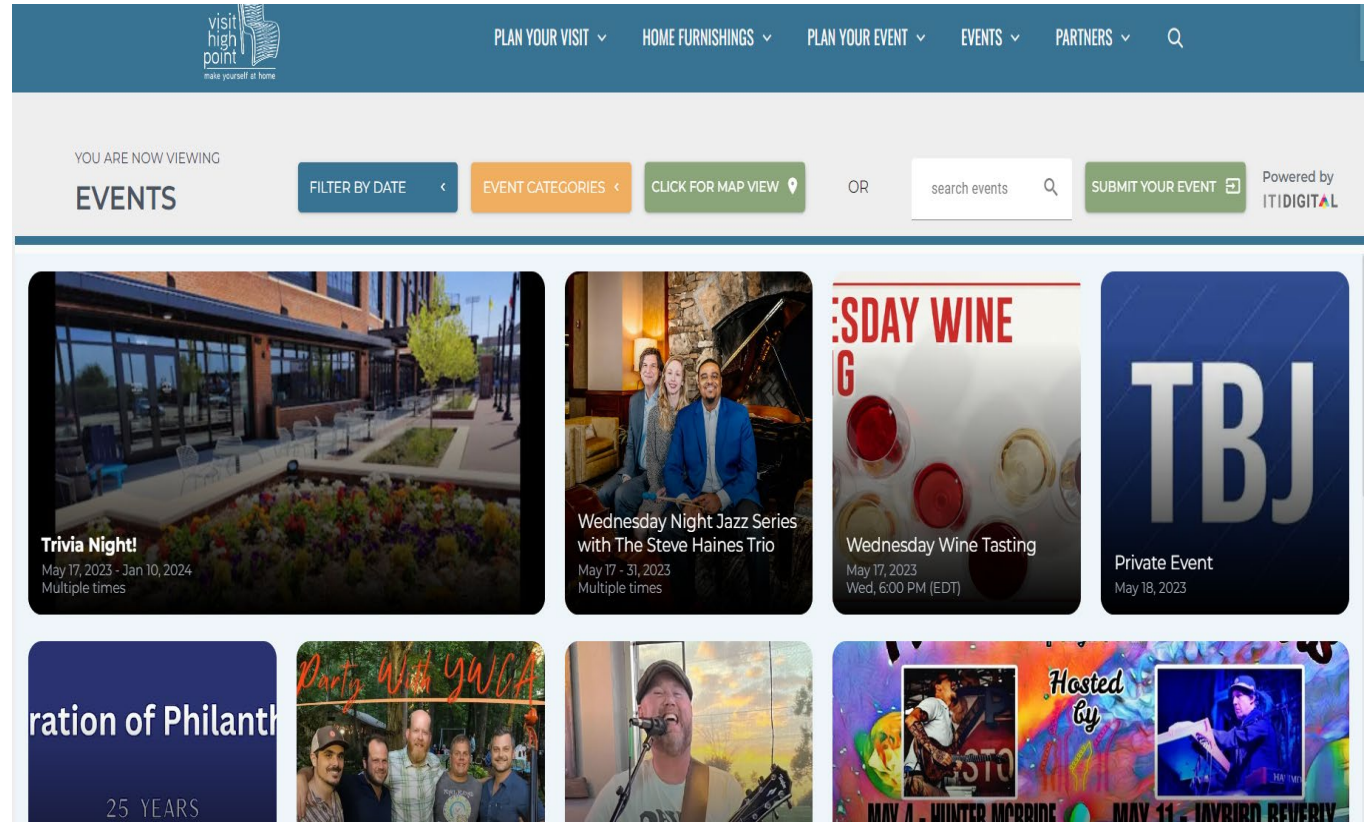 visit
high
point
make yourself at home
PLAN YOUR VISIT
HOME FURNISHINGS
PLAN YOUR EVENT
EVENTS
PARTNERS
YOU ARE NOW VIEWING
EVENTS
FILTER BY DATE
EVENT CATEGORIES
CLICK FOR MAP VIEW
OR
search events
SUBMIT YOUR EVENT
Powered by
ITIDIGITAL
Trivia Night!
May 17, 2023 - Jan 10, 2024
Multiple times
Wednesday Night Jazz Series
with The Steve Haines Trio
May 17 - 31, 2023
Multiple times
ESDAY WINE
G
Wednesday Wine Tasting
May 17, 2023
Wed, 6:00 PM (EDT)
TBJ
Private Event
May 18, 2023
ration of Philanth
25 YEARS
Party With YWCA
Hosted
by
MAY 4 - HUNTER MCBRIDE
MAY 11 - JAYBIRD BEVERLY